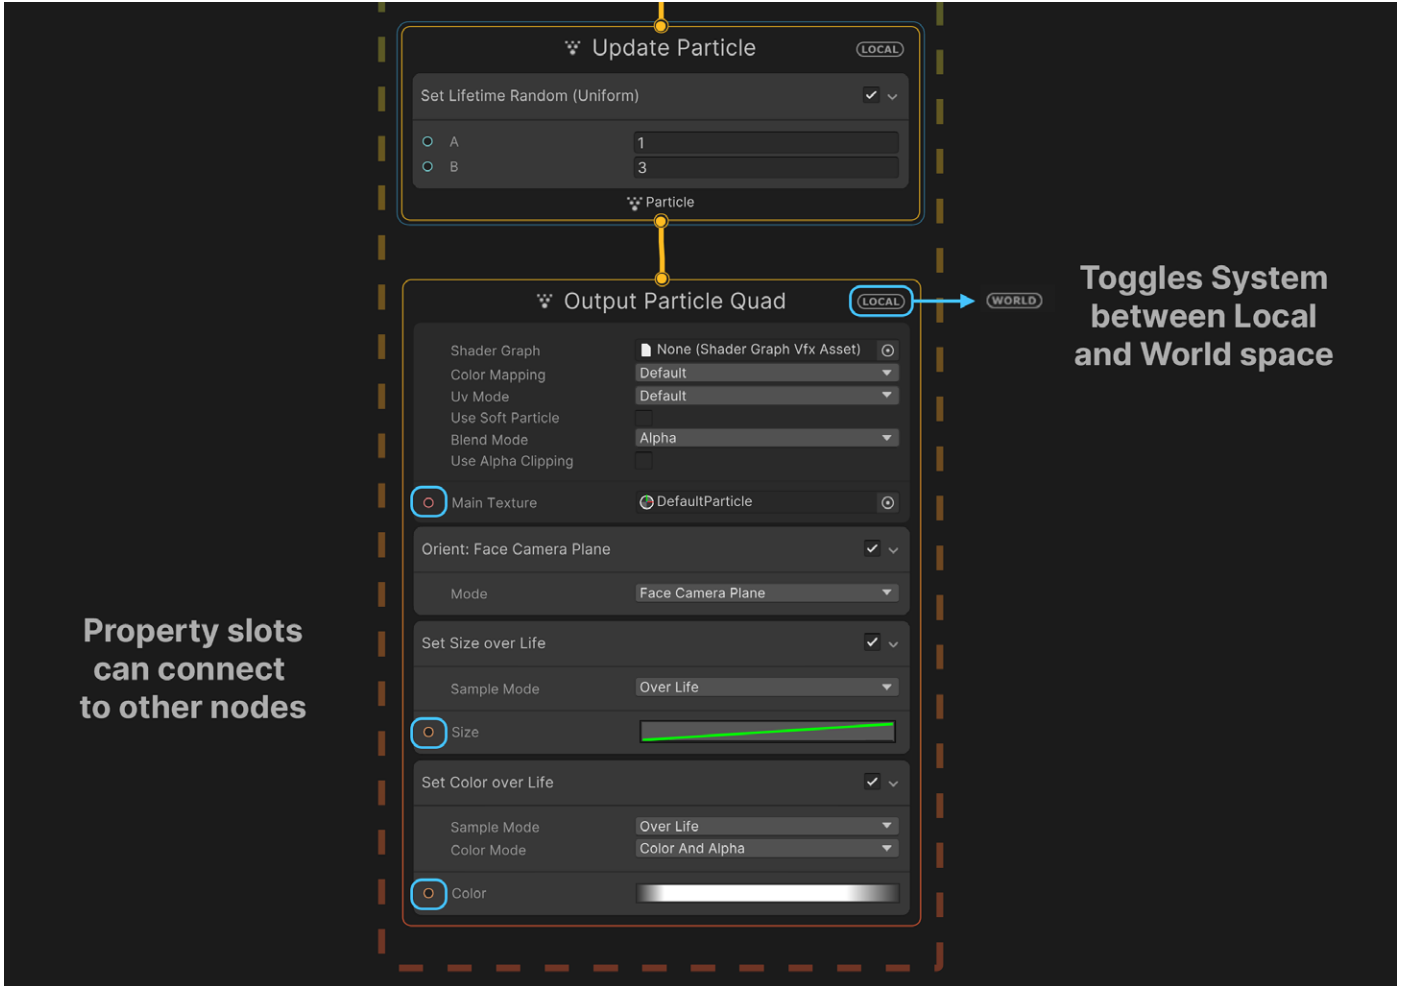 Update Particle LOCAL
Set Lifetime Random (Uniform)
A 1
B 3
Particle
Output Particle Quad LOCAL WORLD
Toggles System
between Local
and World space
Shader Graph None (Shader Graph Vfx Asset)
Color Mapping Default
Uv Mode Default
Use Soft Particle
Blend Mode Alpha
Use Alpha Clipping
Main Texture DefaultParticle
Orient: Face Camera Plane
Mode Face Camera Plane
Property slots
can connect
to other nodes
Set Size over Life
Sample Mode Over Life
Size
Set Color over Life
Sample Mode Over Life
Color Mode Color And Alpha
Color